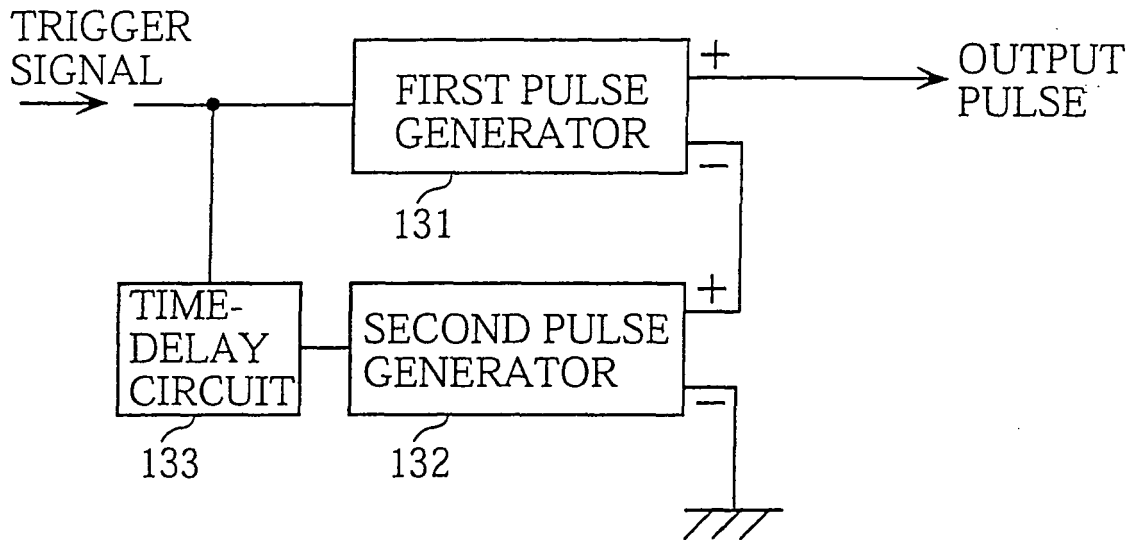 TRIGGER
SIGNAL
FIRST PULSE
GENERATOR
+
−
131
OUTPUT
PULSE
TIME-
DELAY
CIRCUIT
133
SECOND PULSE
GENERATOR
+
−
132